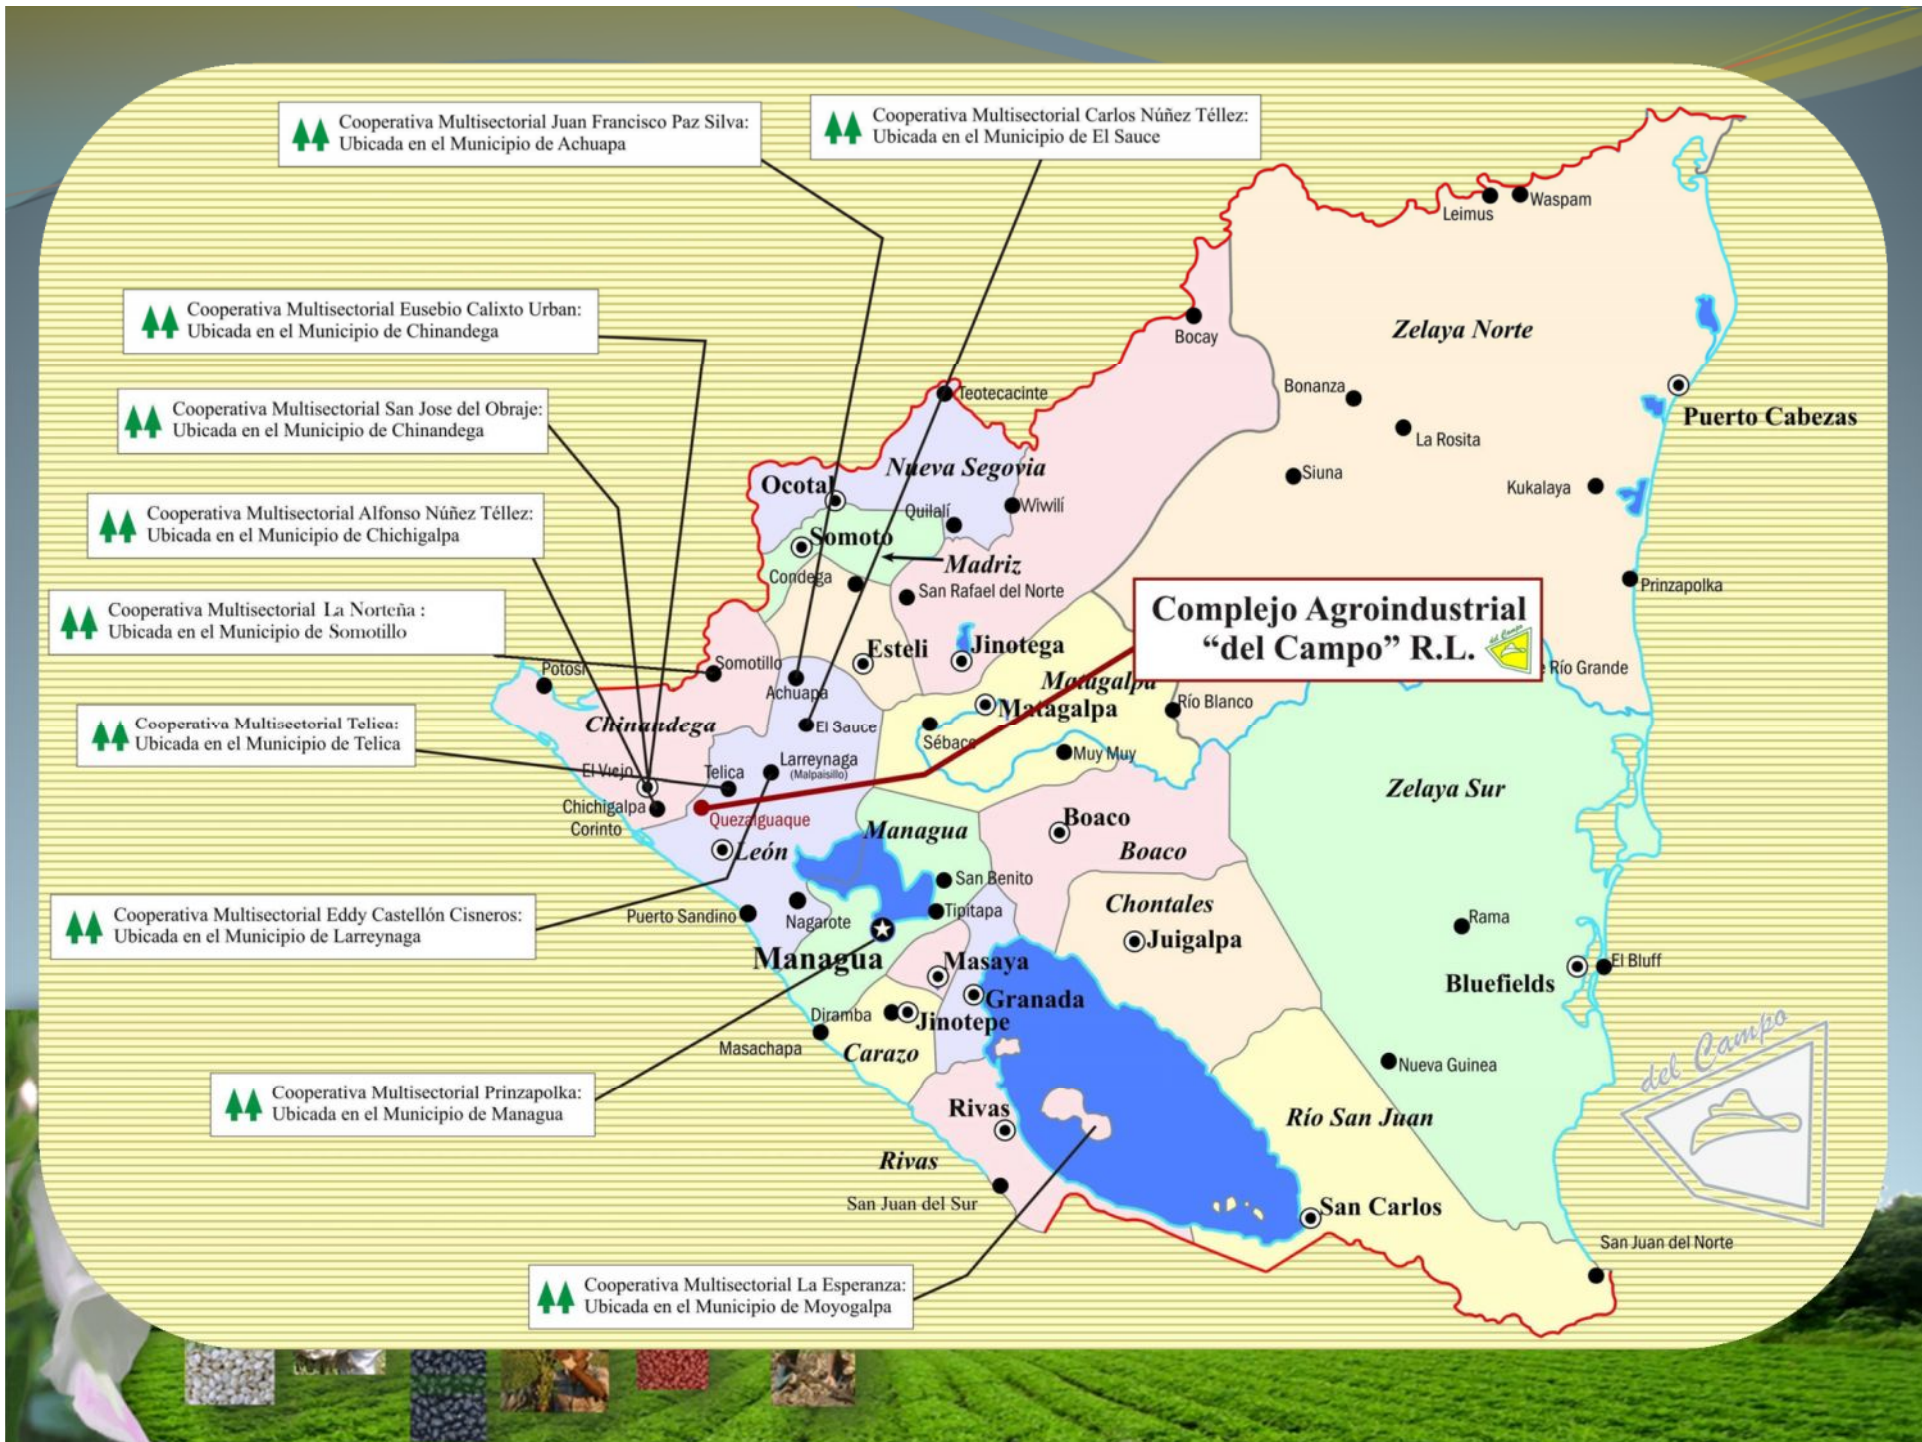 Cooperativa Multisectorial Juan Francisco Paz Silva:
Ubicada en el Municipio de Achuapa
Cooperativa Multisectorial Carlos Núñez Téllez:
Ubicada en el Municipio de El Sauce
Cooperativa Multisectorial Eusebio Calixto Urban:
Ubicada en el Municipio de Chinandega
Cooperativa Multisectorial San Jose del Obraje:
Ubicada en el Municipio de Chinandega
Cooperativa Multisectorial Alfonso Núñez Téllez:
Ubicada en el Municipio de Chichigalpa
Cooperativa Multisectorial La Norteña :
Ubicada en el Municipio de Somotillo
Cooperativa Multisectorial Telica:
Ubicada en el Municipio de Telica
Cooperativa Multisectorial Eddy Castellón Cisneros:
Ubicada en el Municipio de Larreynaga
Cooperativa Multisectorial Prinzapolka:
Ubicada en el Municipio de Managua
Cooperativa Multisectorial La Esperanza:
Ubicada en el Municipio de Moyogalpa
Complejo Agroindustrial
“del Campo” R.L.
del Campo
Leimus
Waspam
Bocay
Zelaya Norte
Bonanza
Puerto Cabezas
La Rosita
Siuna
Kukalaya
Prinzapolka
Teotecacinte
Nueva Segovia
Ocotal
Quilalí
Wiwilí
Somoto
Madriz
Condega
San Rafael del Norte
Esteli
Jinotega
Río Grande
Potosí
Somotillo
Achuapa
Matagalpa
Matagalpa
Río Blanco
Chinandega
El Sauce
Sébaco
Muy Muy
El Viejo
Telica
Larreynaga
(Malpaisillo)
Chichigalpa
Corinto
Quezalguaque
Zelaya Sur
Managua
Boaco
Boaco
León
San Benito
Chontales
Puerto Sandino
Nagarote
Tipitapa
Juigalpa
Rama
Managua
Masaya
Granada
Bluefields
El Bluff
Diramba
Jinotepe
Masachapa
Carazo
Nueva Guinea
del Campo
Rivas
Río San Juan
Rivas
San Juan del Sur
San Carlos
San Juan del Norte